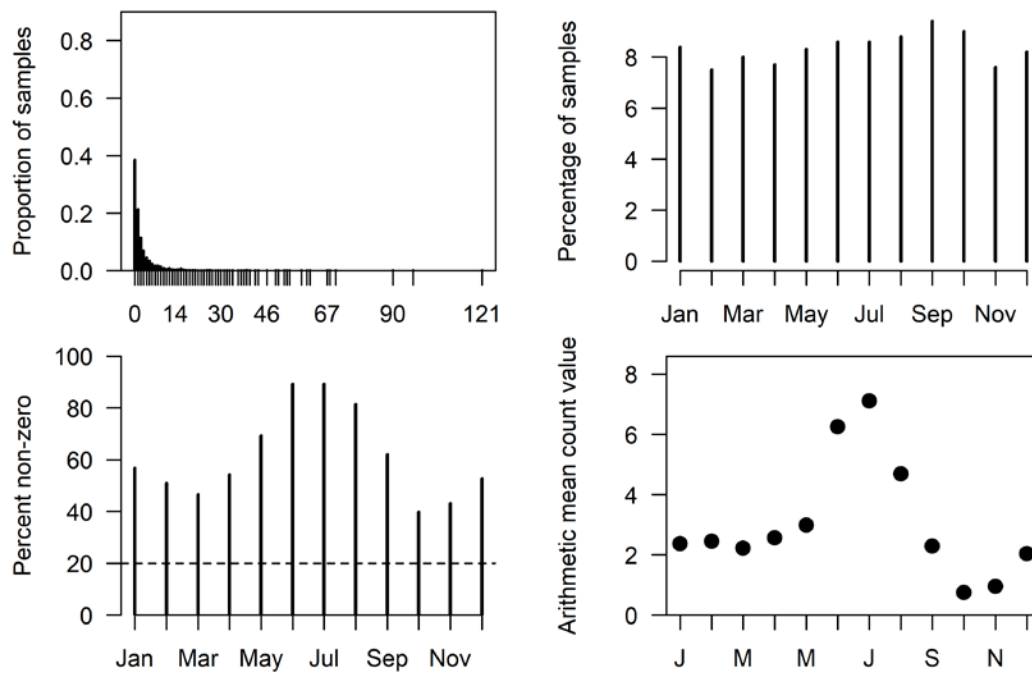 Proportion of samples
0.8
0.6
0.4
0.2
0.0
0 14 30 46 67 90 121
Percentage of samples
8
6
4
2
0
Jan Mar May Jul Sep Nov
Percent non-zero
100
80
60
40
20
0
Jan Mar May Jul Sep Nov
Arithmetic mean count value
8
6
4
2
0
J M M J S N